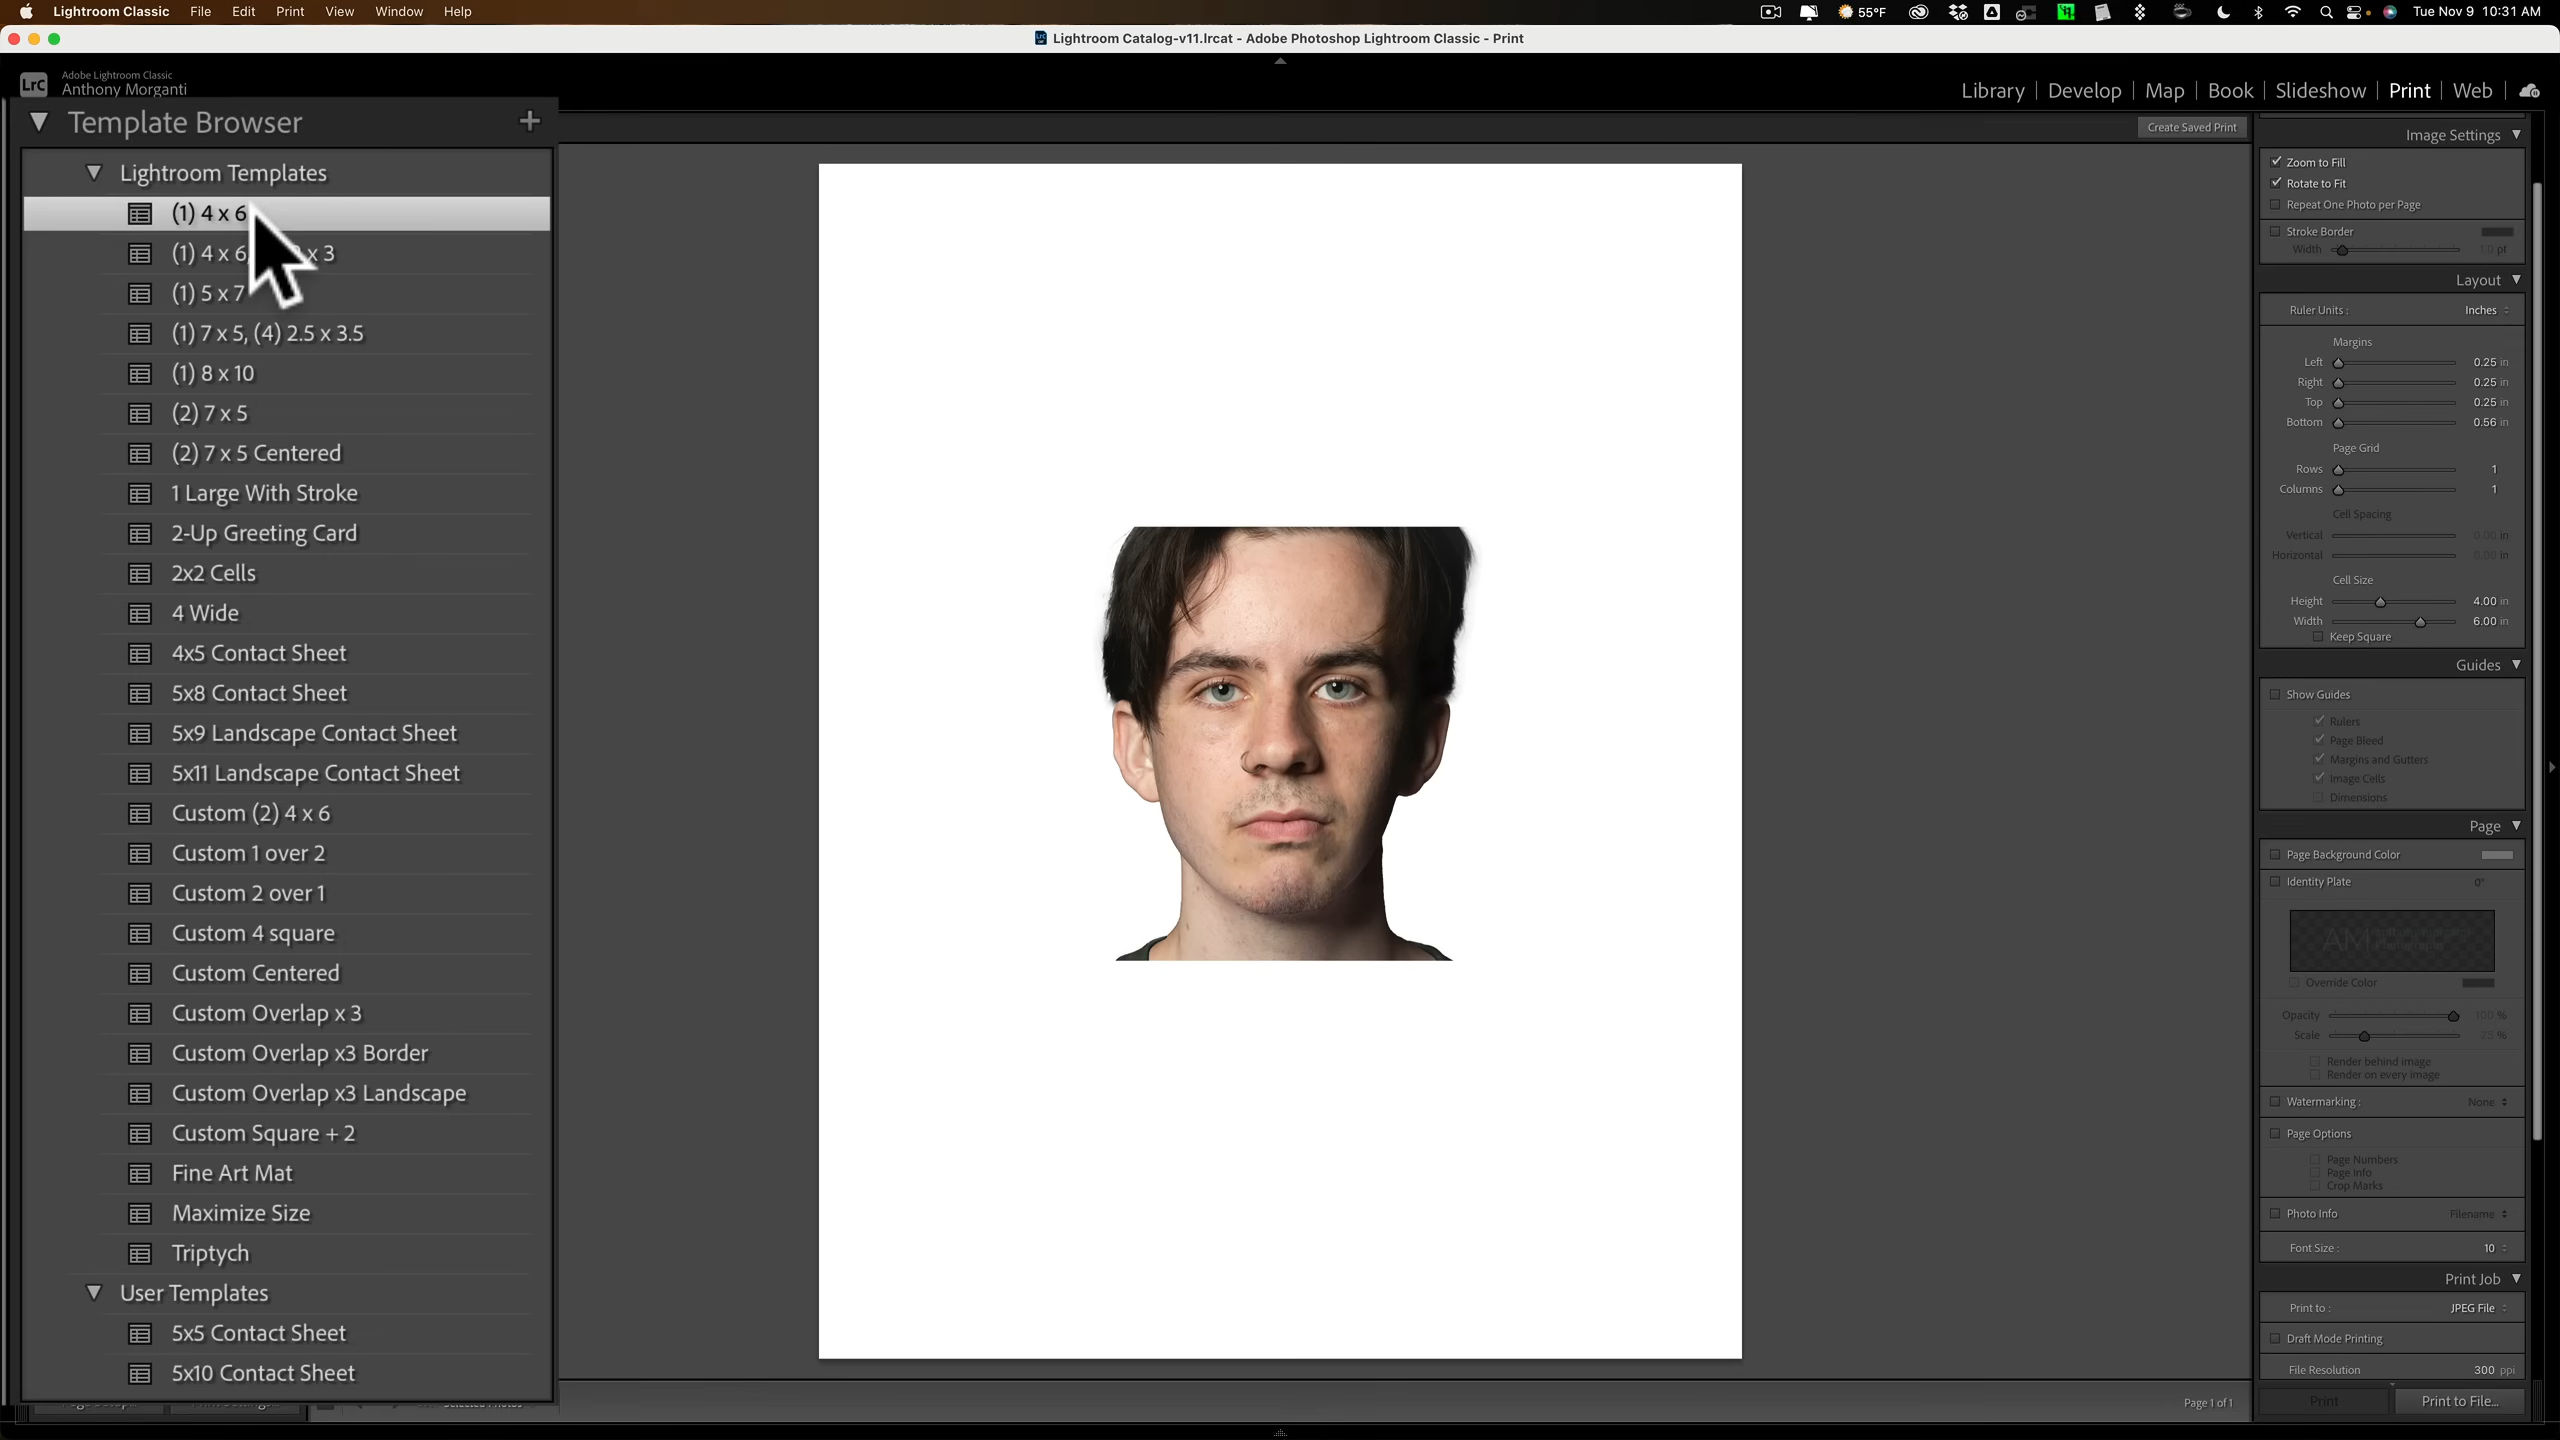 Lightroom Classic File Edit Print View Window Help
55°F Tue Nov 9 10:31 AM
Lightroom Catalog-v11.lrcat - Adobe Photoshop Lightroom Classic - Print
LrC
Adobe Lightroom Classic
Anthony Morganti
Library | Develop | Map | Book | Slideshow | Print | Web
Template Browser +
Lightroom Templates
(1) 4 x 6
(1) 4 x 6, x 3
(1) 5 x 7
(1) 7 x 5, (4) 2.5 x 3.5
(1) 8 x 10
(2) 7 x 5
(2) 7 x 5 Centered
1 Large With Stroke
2-Up Greeting Card
2x2 Cells
4 Wide
4x5 Contact Sheet
5x8 Contact Sheet
5x9 Landscape Contact Sheet
5x11 Landscape Contact Sheet
Custom (2) 4 x 6
Custom 1 over 2
Custom 2 over 1
Custom 4 square
Custom Centered
Custom Overlap x 3
Custom Overlap x3 Border
Custom Overlap x3 Landscape
Custom Square + 2
Fine Art Mat
Maximize Size
Triptych
User Templates
5x5 Contact Sheet
5x10 Contact Sheet
Create Saved Print
Image Settings
Zoom to Fill
Rotate to Fit
Repeat One Photo per Page
Stroke Border
Width 1.0 pt
Layout
Ruler Units : Inches
Margins
Left 0.25 in
Right 0.25 in
Top 0.25 in
Bottom 0.56 in
Page Grid
Rows 1
Columns 1
Cell Spacing
Vertical 0.00 in
Horizontal 0.00 in
Cell Size
Height 4.00 in
Width 6.00 in
Keep Square
Guides
Show Guides
Rulers
Page Bleed
Margins and Gutters
Image Cells
Dimensions
Page
Page Background Color
Identity Plate 0°
AM
Override Color
Opacity 100 %
Scale 25 %
Render behind image
Render on every image
Watermarking : None
Page Options
Page Numbers
Page Info
Crop Marks
Photo Info Filename
Font Size : 10
Print Job
Print to : JPEG File
Draft Mode Printing
File Resolution 300 ppi
Page 1 of 1
Print
Print to File...